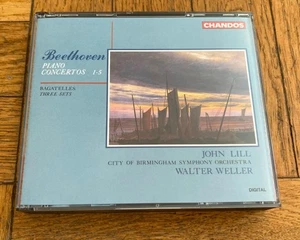 CHANDOS
Beethoven
PIANO
CONCERTOS 1-5
BAGATELLES
THREE SETS
JOHN LILL
CITY OF BIRMINGHAM SYMPHONY ORCHESTRA
WALTER WELLER
DIGITAL